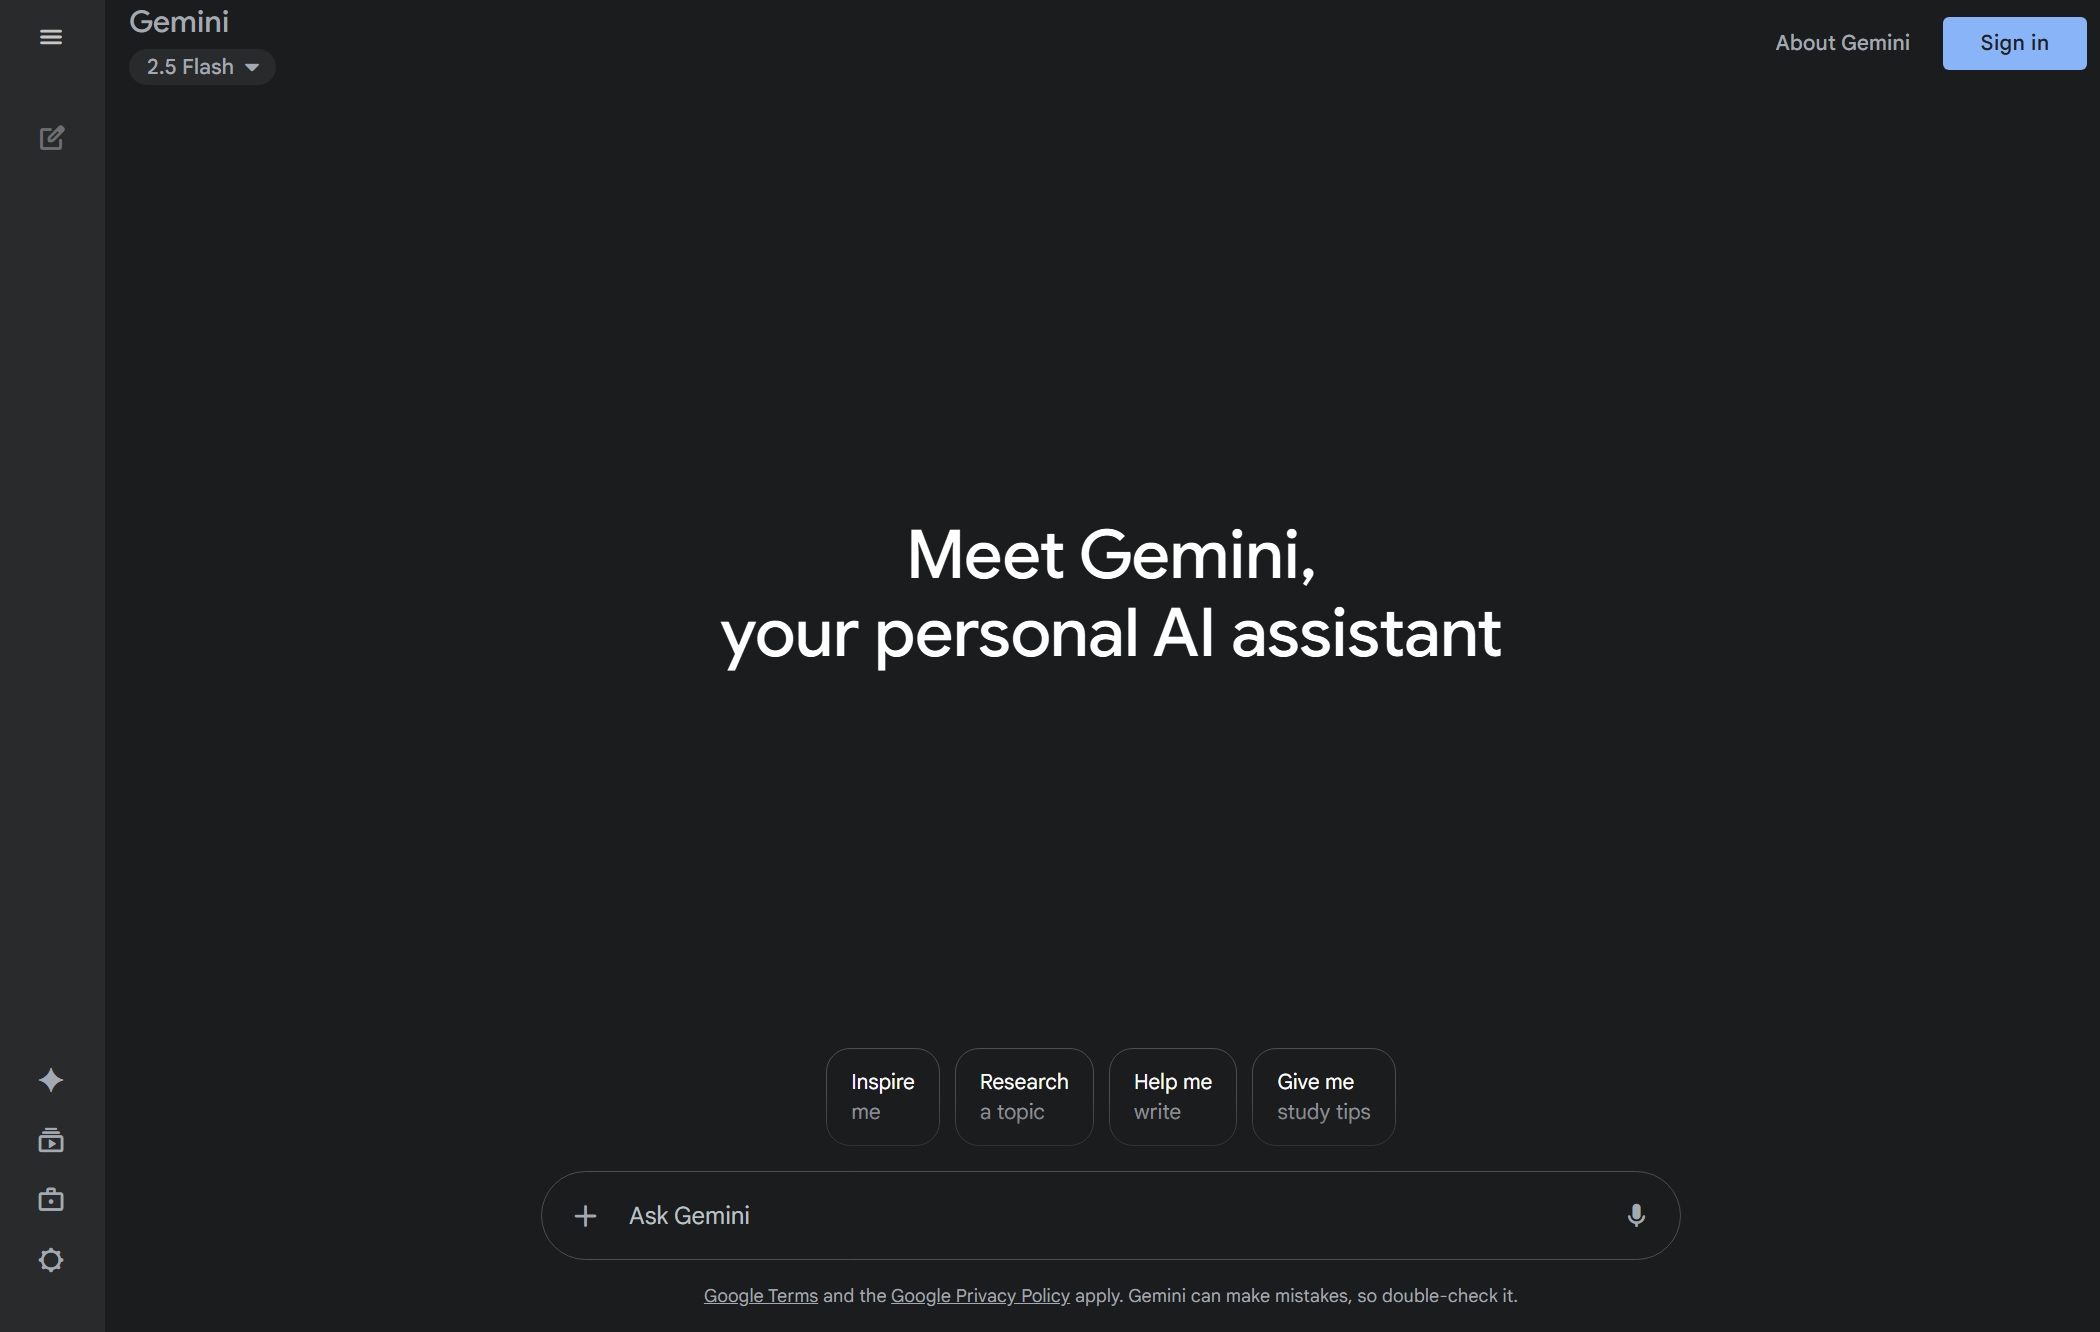 Gemini
2.5 Flash
About Gemini
Sign in
Meet Gemini,
your personal AI assistant
Inspire
me
Research
a topic
Help me
write
Give me
study tips
Ask Gemini
Google Terms and the Google Privacy Policy apply. Gemini can make mistakes, so double-check it.